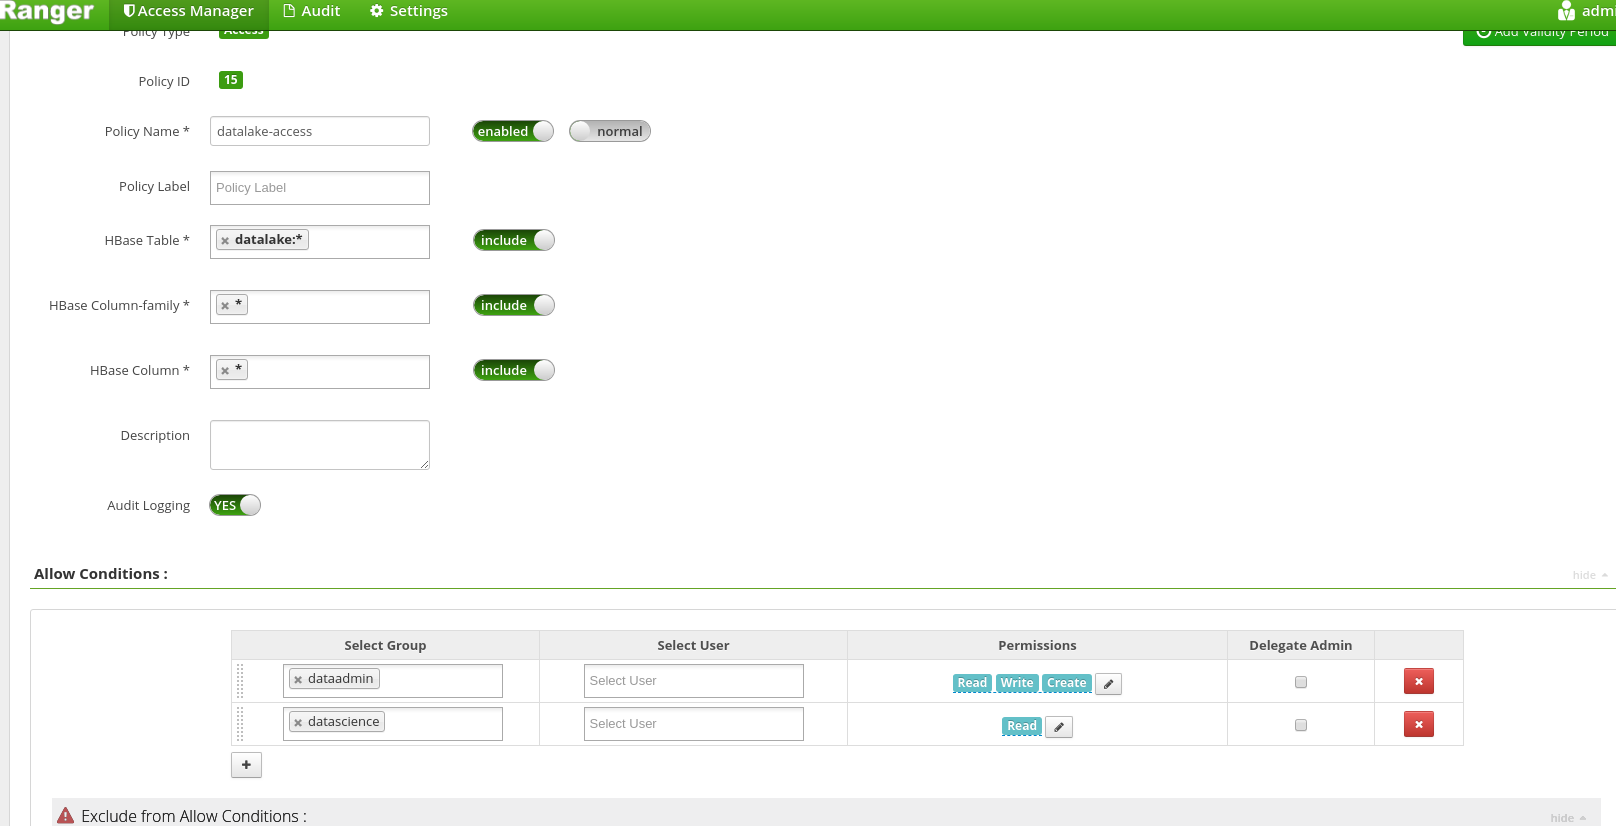 Ranger Access Manager Audit Settings admi
Policy Type Access Add Validity Period
Policy ID 15
Policy Name * datalake-access enabled normal
Policy Label Policy Label
HBase Table * × datalake:* include
HBase Column-family * × * include
HBase Column * × * include
Description
Audit Logging YES
Allow Conditions :
hide
Select Group Select User Permissions Delegate Admin
× dataadmin Select User Read Write Create
× datascience Select User Read
+
Exclude from Allow Conditions :
hide